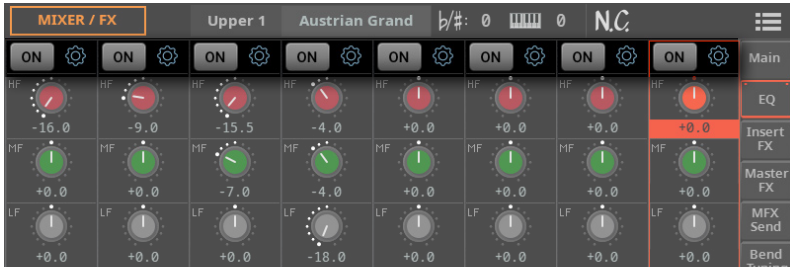 MIXER / FX Upper 1 Austrian Grand b/#: 0 0 N.C.
ON ON ON ON ON ON ON ON Main
HF HF HF HF HF HF HF HF
EQ
-16.0 -9.0 -15.5 -4.0 +0.0 +0.0 +0.0 +0.0
Insert
FX
MF MF MF MF MF MF MF MF
Master
FX
+0.0 +0.0 -7.0 -4.0 +0.0 +0.0 +0.0 +0.0
LF LF LF LF LF LF LF LF
MFX
Send
+0.0 +0.0 +0.0 -18.0 +0.0 +0.0 +0.0 +0.0
Bend